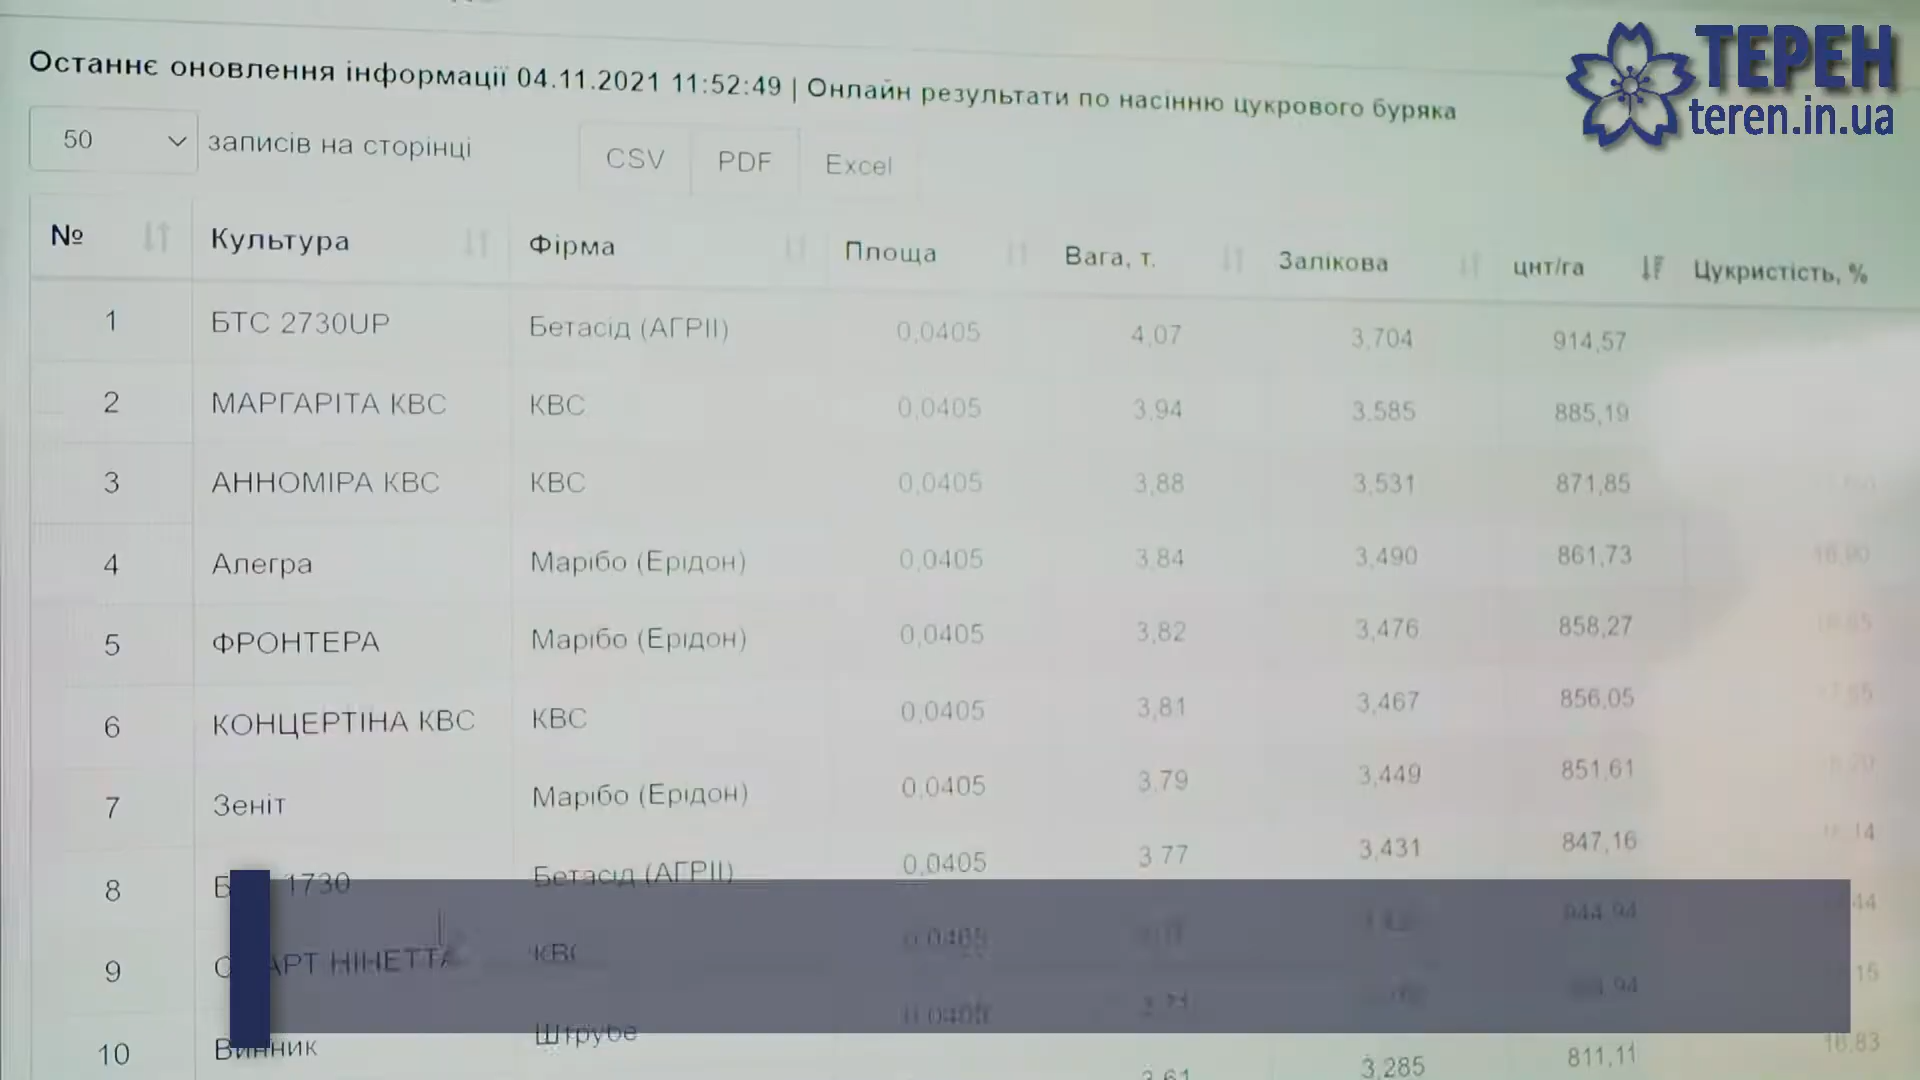 ТЕРЕН
teren.in.ua
Останнє оновлення інформації 04.11.2021 11:52:49 | Онлайн результати по насінню цукрового буряка
50 записів на сторінці CSV PDF Excel
№ Культура Фірма Площа Вага, т. Залікова цнт/га Цукристість, %
1 БТС 2730UP Бетасід (АГРІІ) 0,0405 4,07 3,704 914,57
2 МАРГАРІТА КВС КВС 0,0405 3,94 3,585 885,19
3 АННОМІРА КВС КВС 0,0405 3,88 3,531 871,85
4 Алегра Марібо (Ерідон) 0,0405 3,84 3,490 861,73
5 ФРОНТЕРА Марібо (Ерідон) 0,0405 3,82 3,476 858,27
6 КОНЦЕРТІНА КВС КВС 0,0405 3,81 3,467 856,05
7 Зеніт Марібо (Ерідон) 0,0405 3,79 3,449 851,61
8 1730 Бетасід (АГРІІ) 0,0405 3,77 3,431 847,16
9 НІНЕТТА КВС
10 Винник Штрубе 3,61 3,285 811,11 16,83